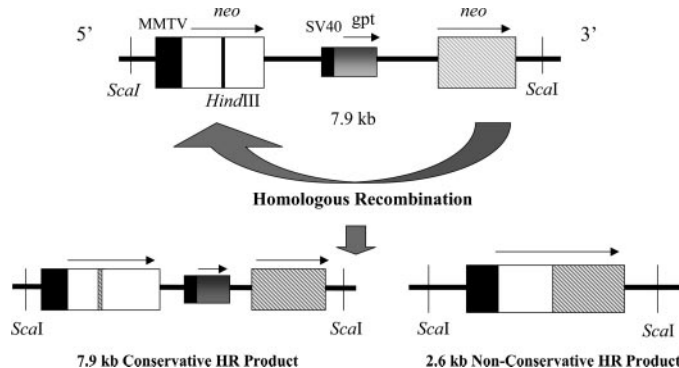 neo
neo
MMTV
gpt
SV40
5’
3’
ScaI
ScaI
HindIII
7.9 kb
Homologous Recombination
ScaI
ScaI
ScaI
ScaI
7.9 kb Conservative HR Product
2.6 kb Non-Conservative HR Product